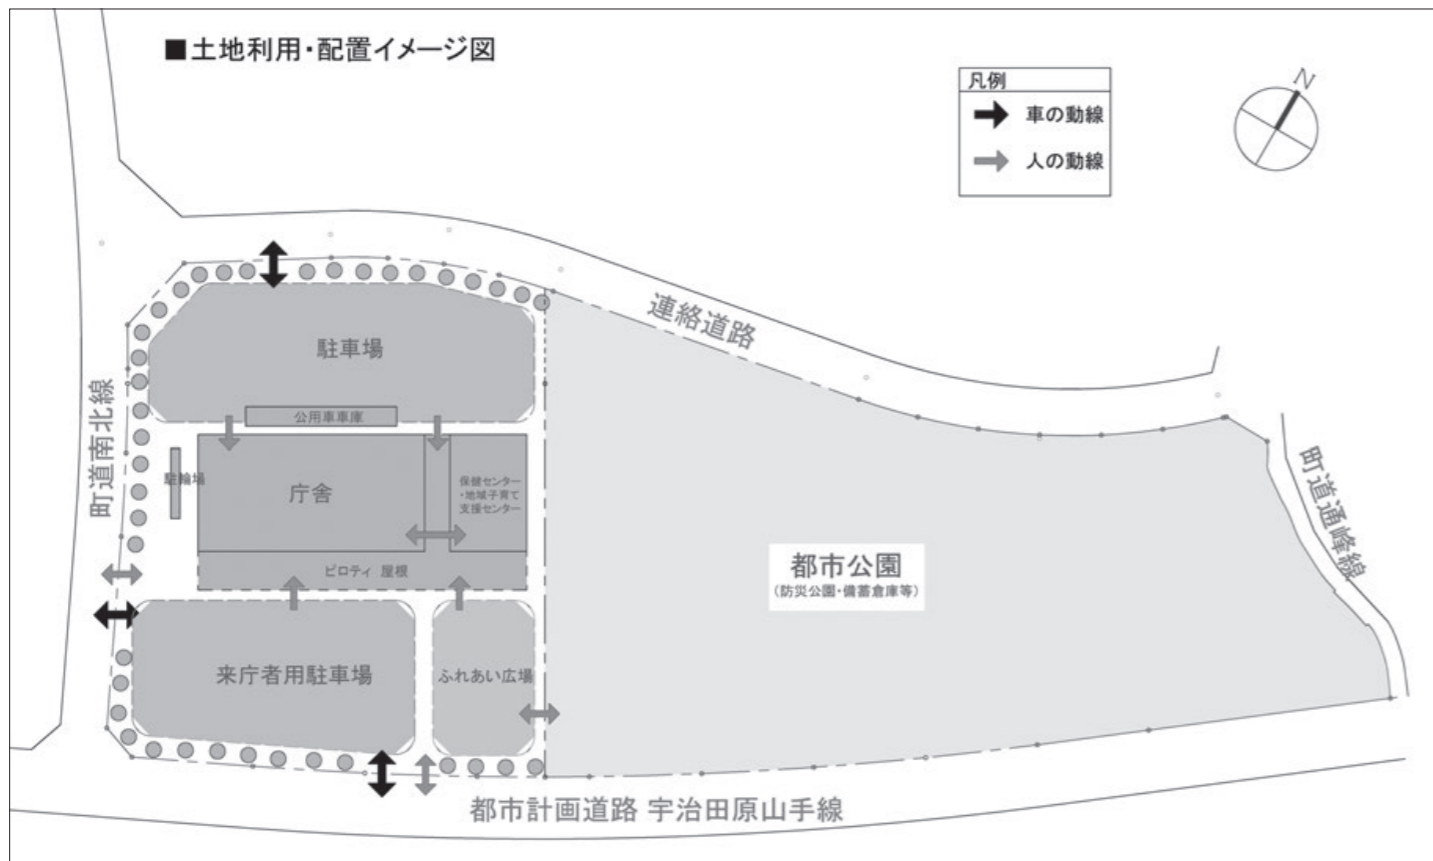 ■土地利用・配置イメージ図
凡例
車の動線
人の動線
N
連絡道路
駐車場
公用車車庫
町道南北線
駐輪場
庁舎
保健センター
・地域子育て
支援センター
町道通峰線
ピロティ 屋根
都市公園
(防災公園・備蓄倉庫等)
来庁者用駐車場
ふれあい広場
都市計画道路 宇治田原山手線